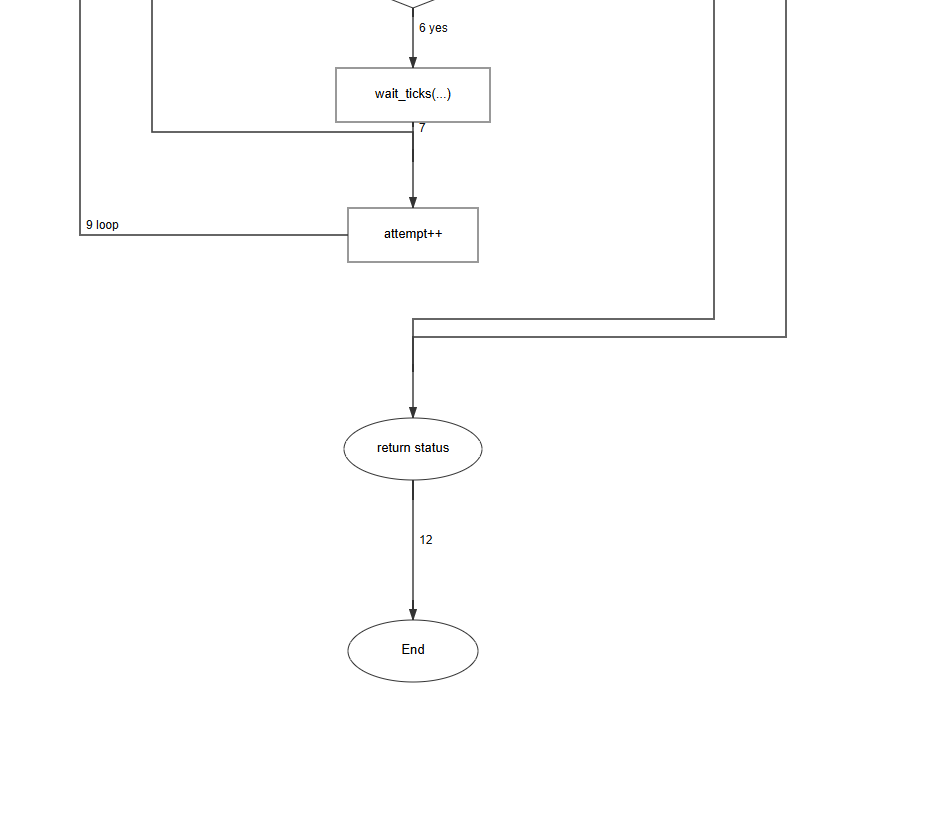 6 yes
wait_ticks(...)
7
9 loop
attempt++
return status
12
End